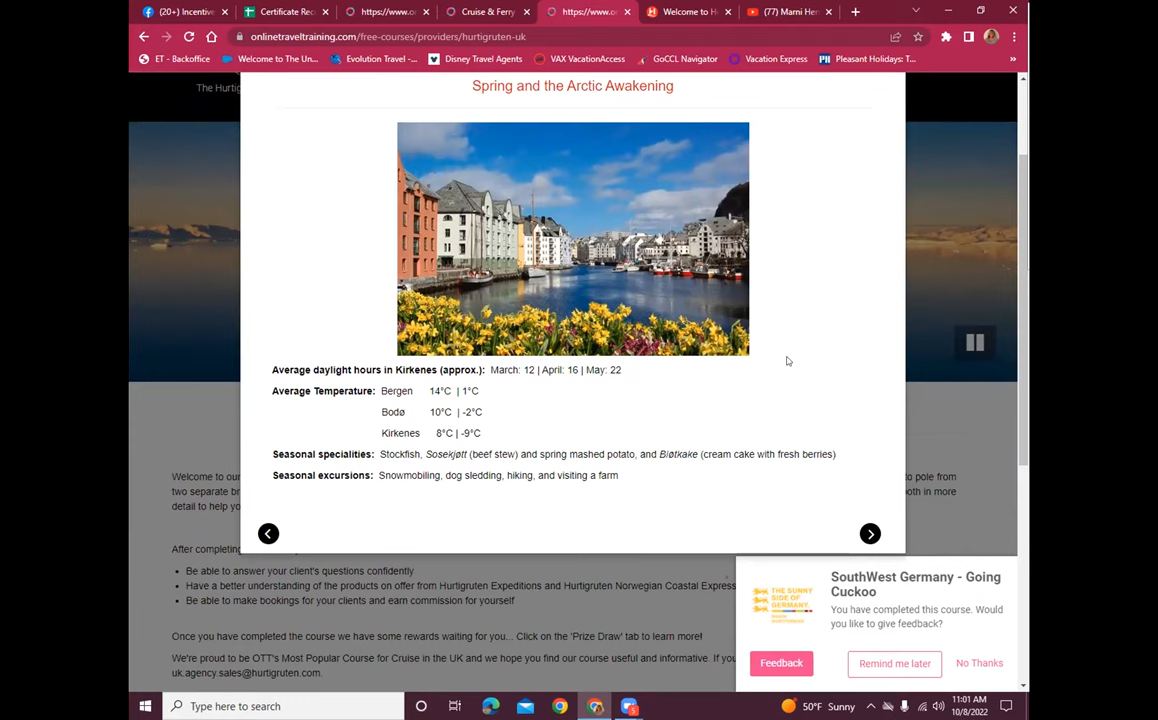 (20+) Incentiv
Certificate Rec
https://www.o
Cruise & Ferry
https://www.o
Welcome to H
(77) Marni Her
onlinetraveltraining.com/free-courses/providers/hurtigruten-uk
ET - Backoffice
Welcome to The Un...
Evolution Travel -...
Disney Travel Agents
VAX VacationAccess
GoCCL Navigator
Vacation Express
Pleasant Holidays: T...
The Hurtig
Spring and the Arctic Awakening
Average daylight hours in Kirkenes (approx.): March: 12 | April: 16 | May: 22
Average Temperature: Bergen 14°C | 1°C
Bodø 10°C | -2°C
Kirkenes 8°C | -9°C
Seasonal specialities: Stockfish, Sosekjøtt (beef stew) and spring mashed potato, and Bløtkake (cream cake with fresh berries)
Seasonal excursions: Snowmobiling, dog sledding, hiking, and visiting a farm
Welcome to our to pole from
two separate br oth in more
detail to help yo
After completing
Be able to answer your client's questions confidently
Have a better understanding of the products on offer from Hurtigruten Expeditions and Hurtigruten Norwegian Coastal Express
Be able to make bookings for your clients and earn commission for yourself
Once you have completed the course we have some rewards waiting for you... Click on the 'Prize Draw' tab to learn more!
We're proud to be OTT's Most Popular Course for Cruise in the UK and we hope you find our course useful and informative. If you
uk.agency.sales@hurtigruten.com.
THE SUNNY
SIDE OF
GERMANY.
SouthWest Germany - Going
Cuckoo
You have completed this course. Would
you like to give feedback?
Feedback
Remind me later
No Thanks
Type here to search
50°F Sunny
11:01 AM
10/8/2022